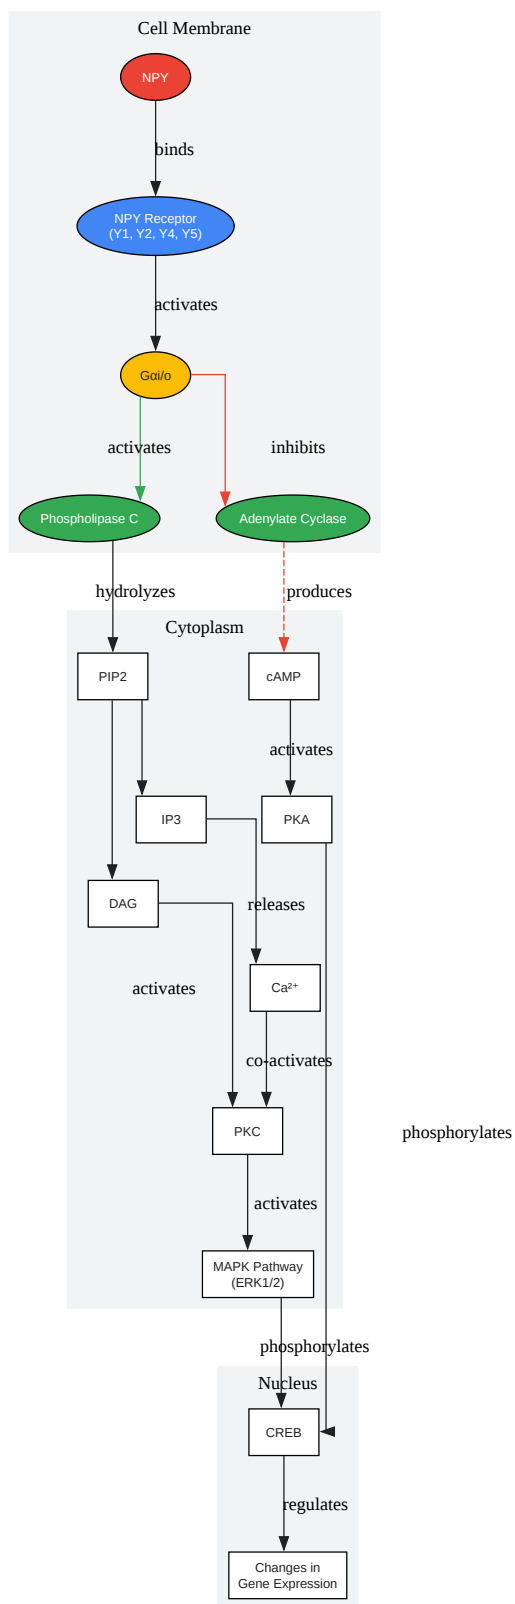 Cell Membrane
NPY
binds
NPY Receptor
(Y1, Y2, Y4, Y5)
activates
Gαi/o
activates
inhibits
Phospholipase C
Adenylate Cyclase
hydrolyzes
produces
Cytoplasm
PIP2
cAMP
activates
IP3
PKA
DAG
releases
activates
Ca²⁺
co-activates
PKC
phosphorylates
activates
MAPK Pathway
(ERK1/2)
phosphorylates
Nucleus
CREB
regulates
Changes in
Gene Expression